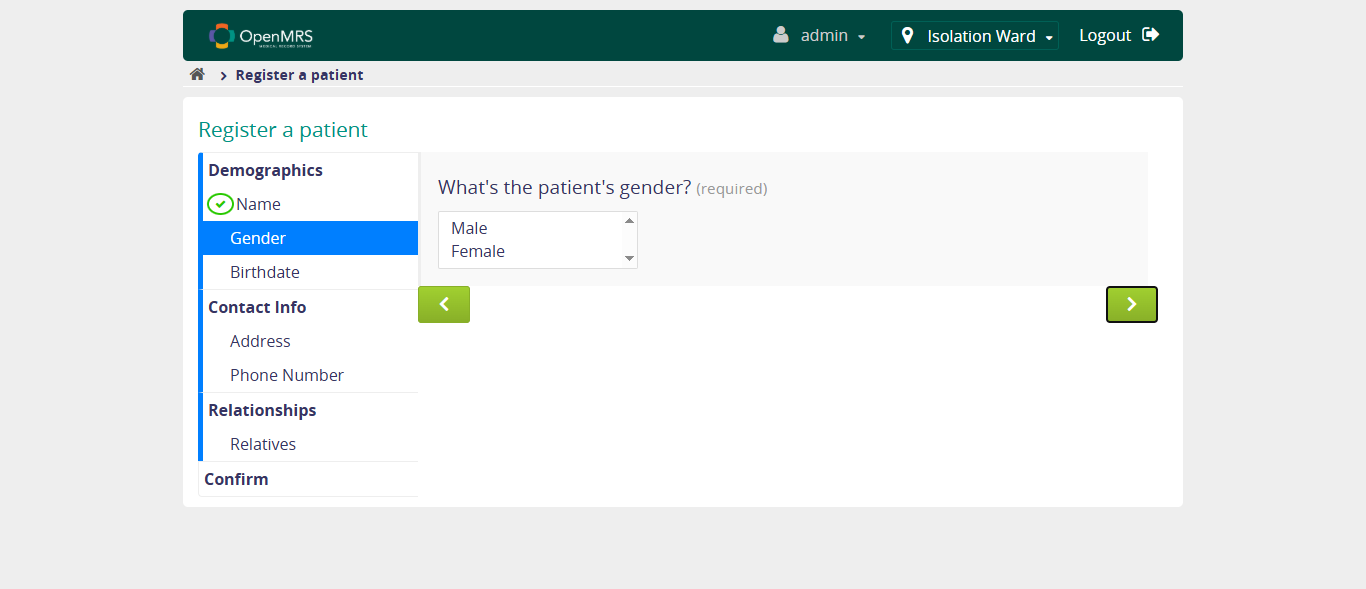 OpenMRS
admin
Isolation Ward
Logout
Register a patient
Register a patient
Demographics
Name
Gender
Birthdate
Contact Info
Address
Phone Number
Relationships
Relatives
Confirm
What's the patient's gender? (required)
Male
Female